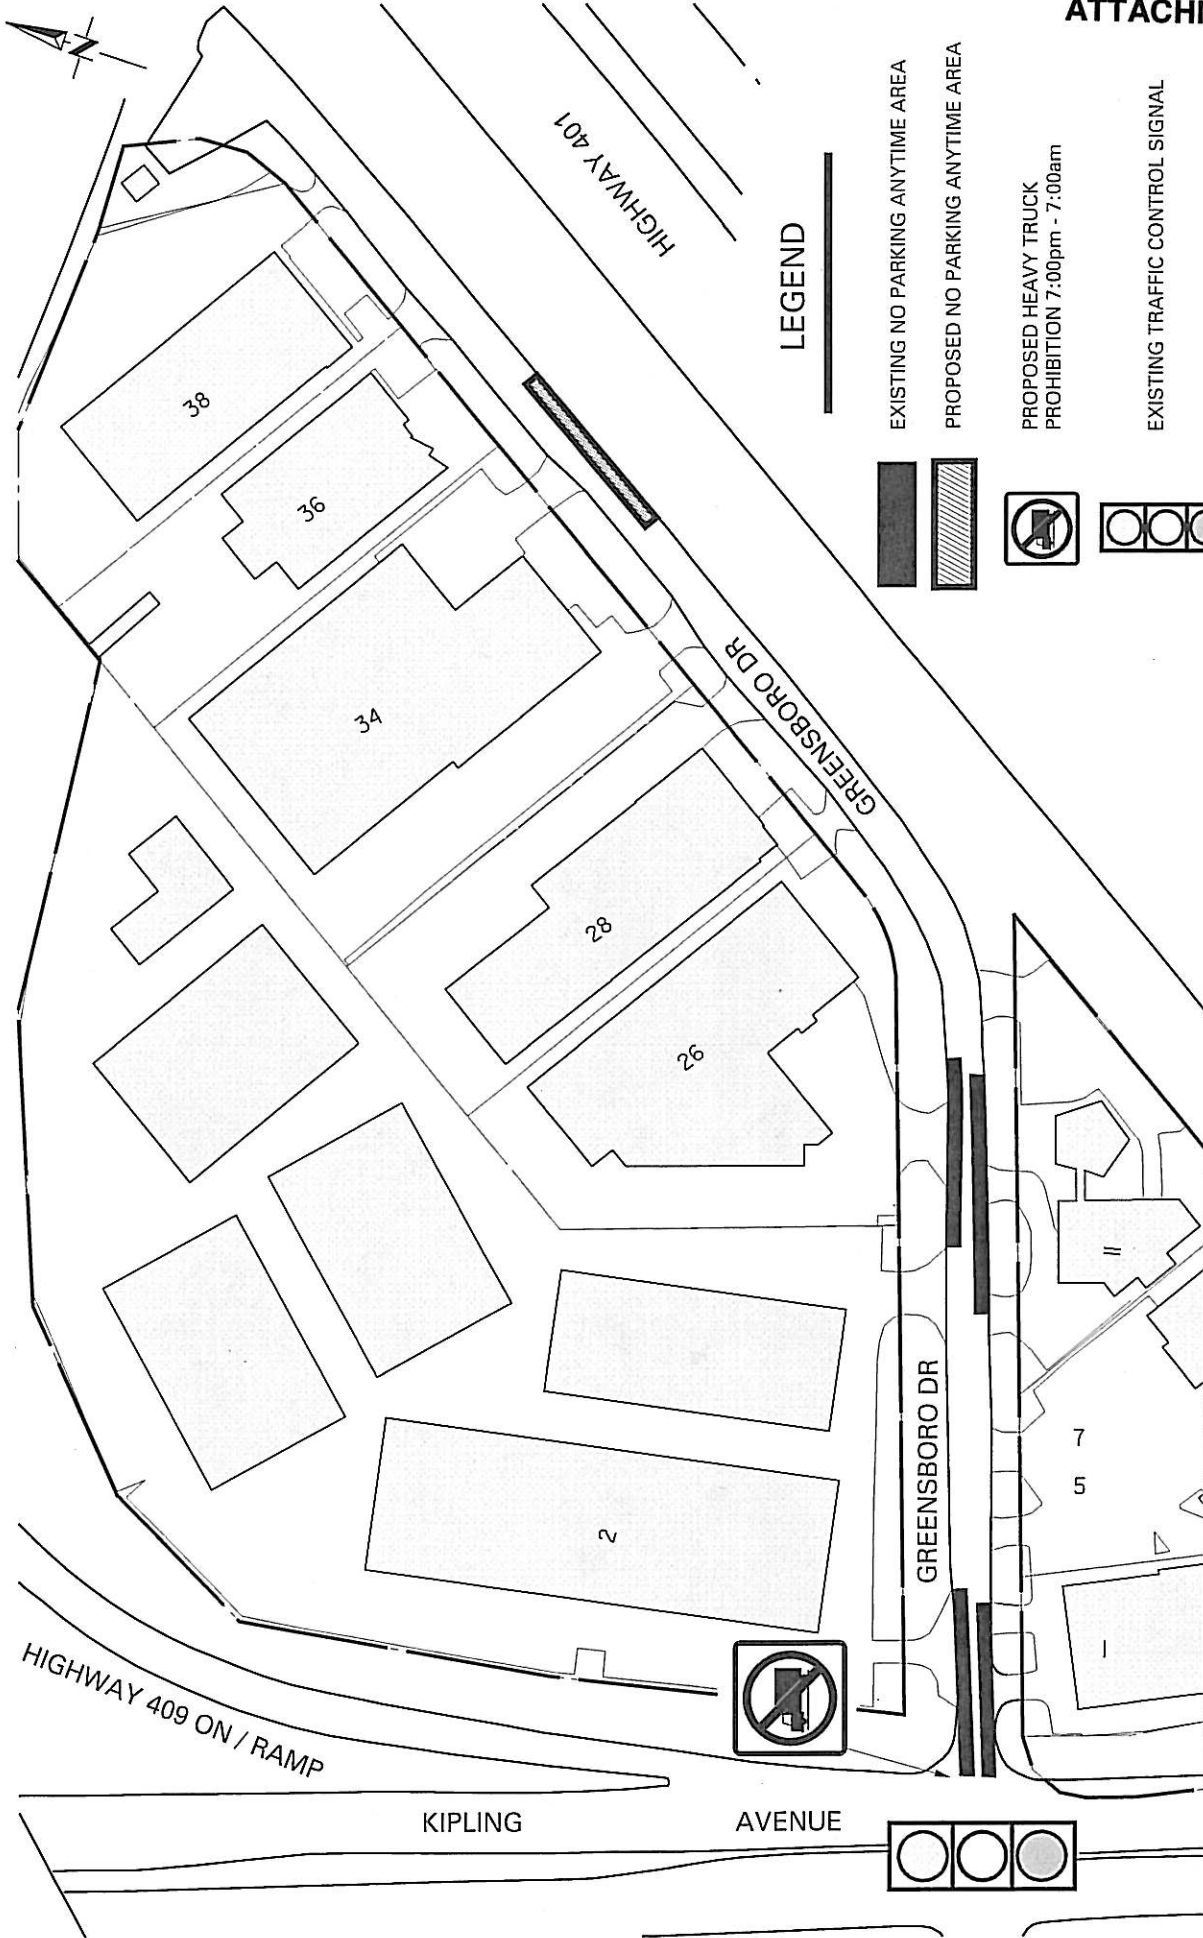 ATTACH
N
HIGHWAY 401
LEGEND
EXISTING NO PARKING ANYTIME AREA
PROPOSED NO PARKING ANYTIME AREA
PROPOSED HEAVY TRUCK
PROHIBITION 7:00pm - 7:00am
EXISTING TRAFFIC CONTROL SIGNAL
38
36
34
28
26
2
GREENSBORO DR
GREENSBORO DR
11
7
5
1
HIGHWAY 409 ON / RAMP
KIPLING AVENUE